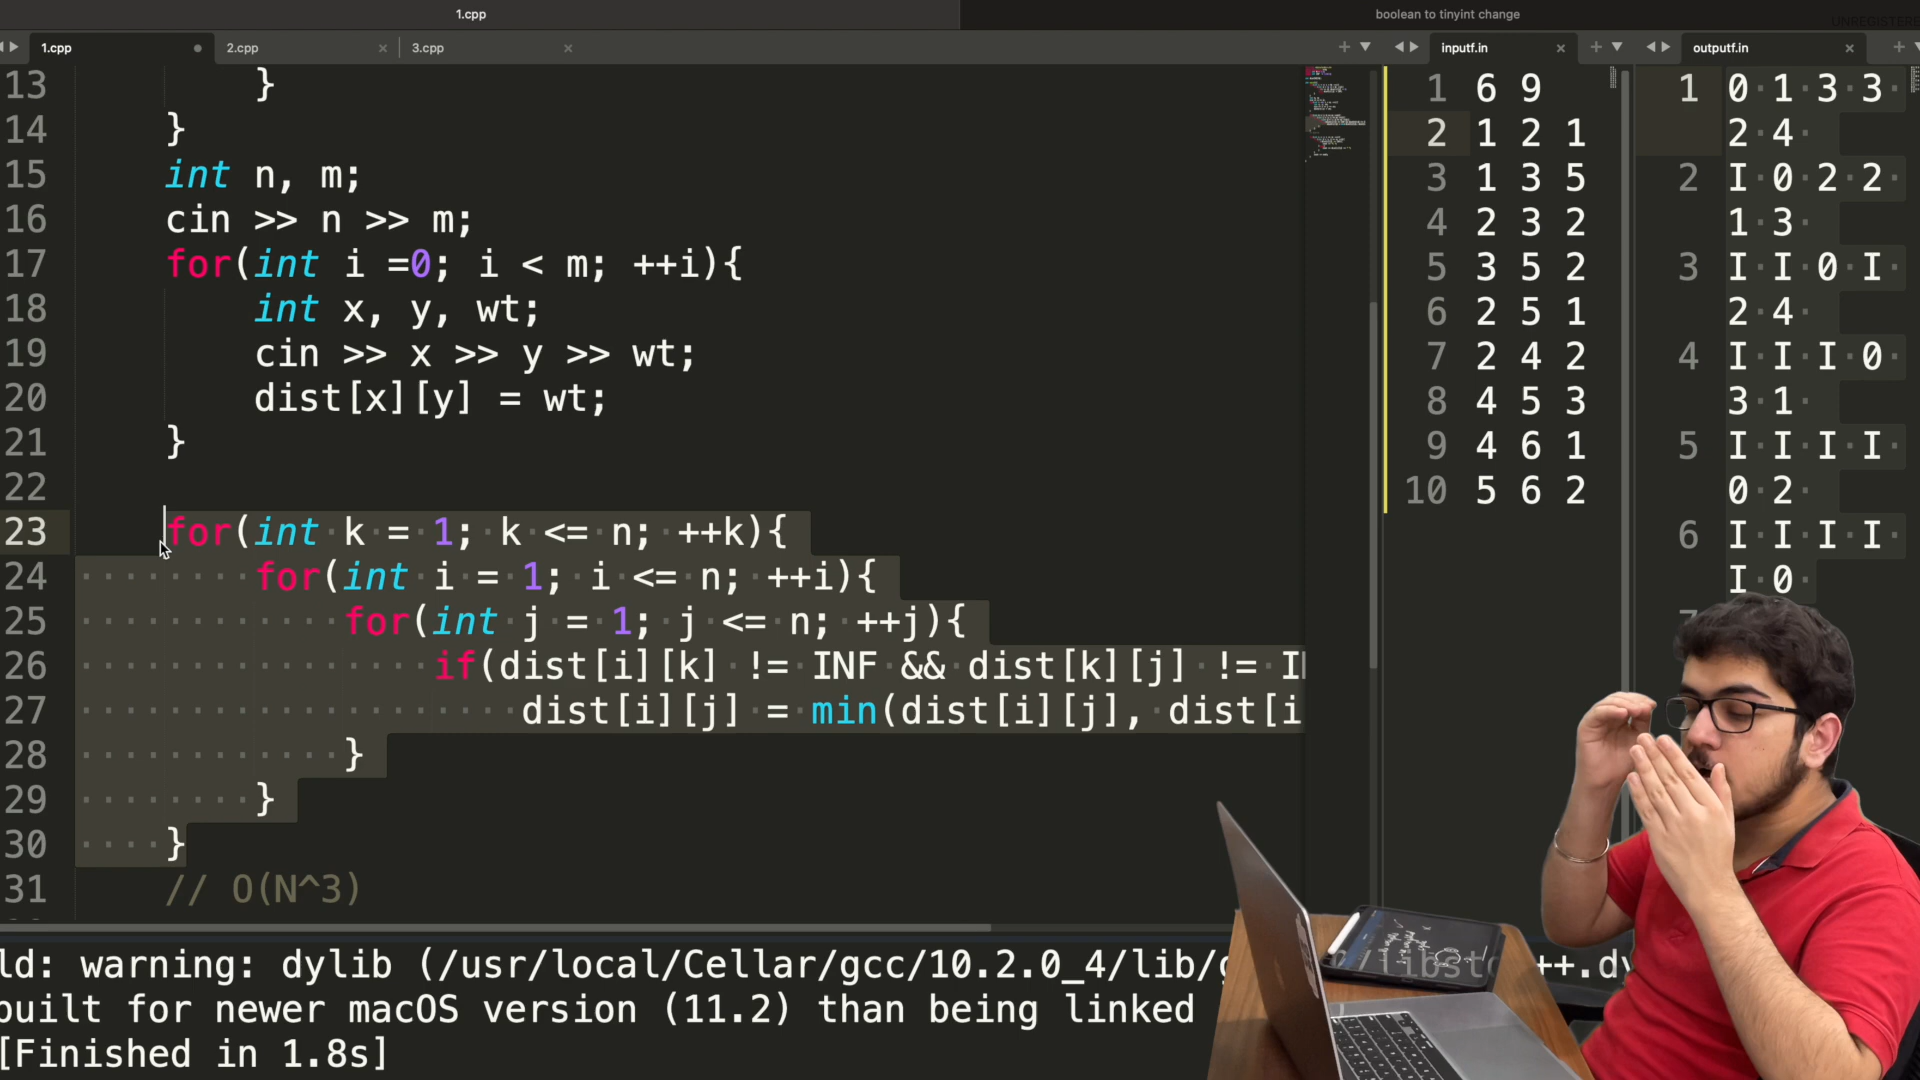 1.cpp
boolean to tinyint change
UNREGISTERE
1.cpp
2.cpp
3.cpp
inputf.in
outputf.in
13 }
14 }
15 int n, m;
16 cin >> n >> m;
17 for(int i =0; i < m; ++i){
18 int x, y, wt;
19 cin >> x >> y >> wt;
20 dist[x][y] = wt;
21 }
22
23 for(int k = 1; k <= n; ++k){
24 for(int i = 1; i <= n; ++i){
25 for(int j = 1; j <= n; ++j){
26 if(dist[i][k] != INF && dist[k][j] != I
27 dist[i][j] = min(dist[i][j], dist[i
28 }
29 }
30 }
31 // O(N^3)
1 6 9
2 1 2 1
3 1 3 5
4 2 3 2
5 3 5 2
6 2 5 1
7 2 4 2
8 4 5 3
9 4 6 1
10 5 6 2
1 0 1 3 3
2 4
2 I 0 2 2
1 3
3 I I 0 I
2 4
4 I I I 0
3 1
5 I I I I
0 2
6 I I I I
I 0
ld: warning: dylib (/usr/local/Cellar/gcc/10.2.0_4/lib/g libst ++.dy
built for newer macOS version (11.2) than being linked
[Finished in 1.8s]